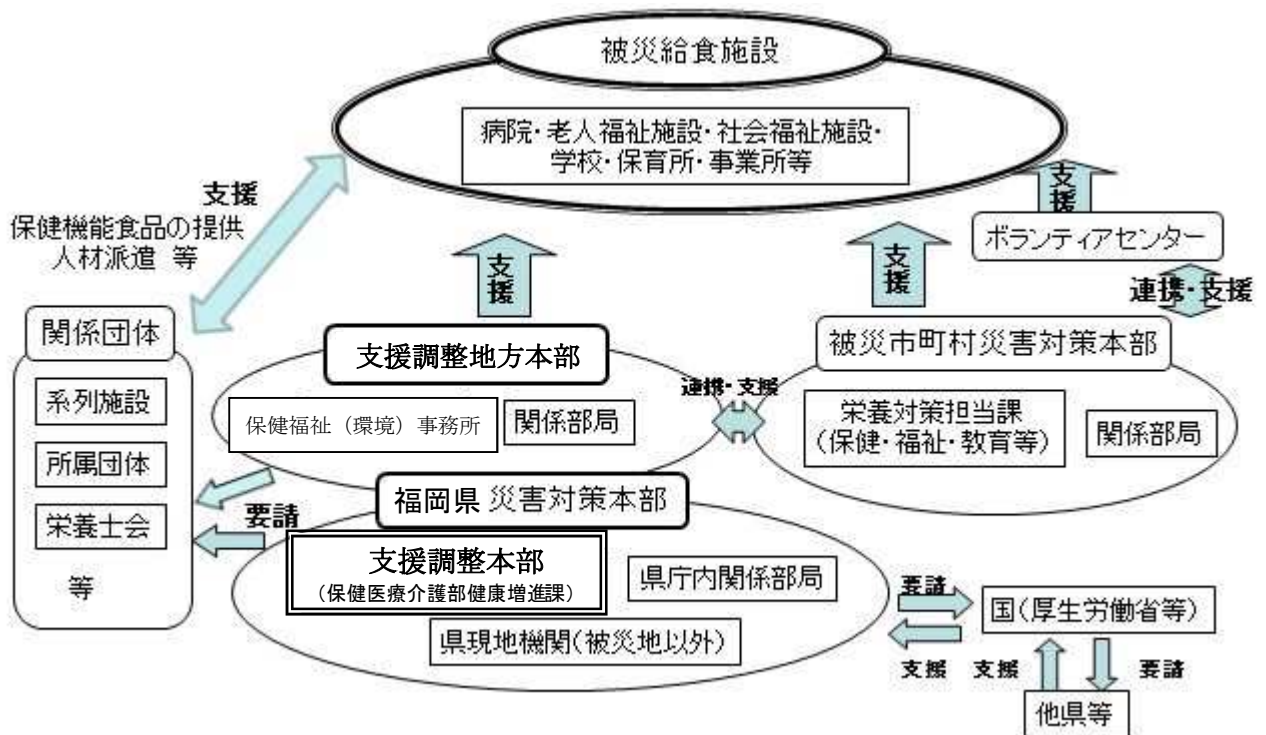 被災給食施設
病院・老人福祉施設・社会福祉施設・
学校・保育所・事業所等
支援
保健機能食品の提供
人材派遣 等
支援
支援
支援
ボランティアセンター
連携・支援
関係団体
系列施設
所属団体
栄養士会
等
支援調整地方本部
保健福祉（環境）事務所
関係部局
連携・支援
被災市町村災害対策本部
栄養対策担当課
(保健・福祉・教育等)
関係部局
要請
福岡県 災害対策本部
支援調整本部
（保健医療介護部健康増進課）
県庁内関係部局
県現地機関(被災地以外)
要請
支援
国(厚生労働省等)
支援
要請
他県等